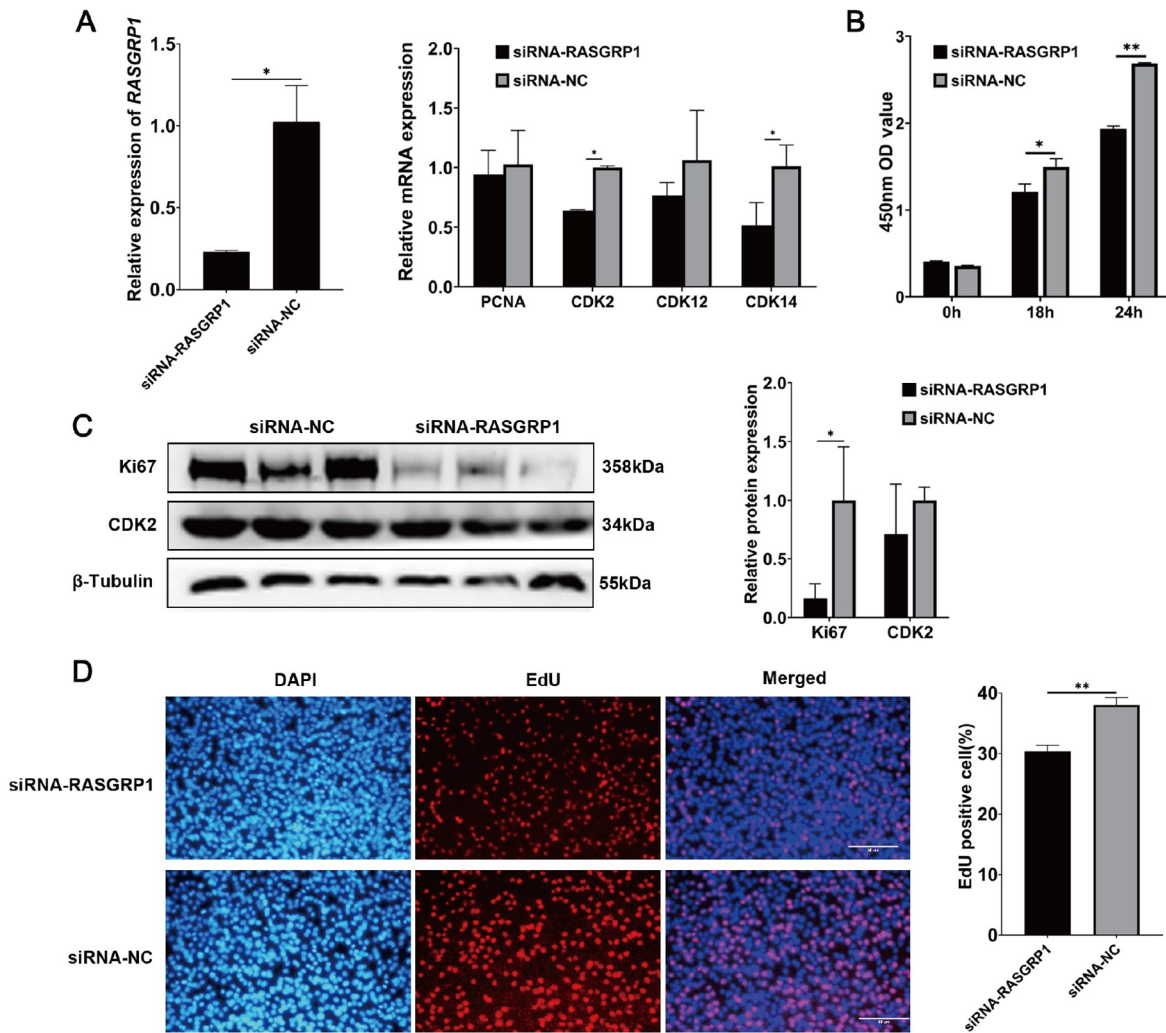 A
Relative expression of RASGRP1
1.5
1.0
0.5
0.0
*
siRNA-RASGRP1
siRNA-NC
Relative mRNA expression
2.0
1.5
1.0
0.5
0.0
siRNA-RASGRP1
siRNA-NC
*
*
PCNA
CDK2
CDK12
CDK14
B
450nm OD value
3
2
1
0
siRNA-RASGRP1
siRNA-NC
*
**
0h
18h
24h
C
siRNA-NC
siRNA-RASGRP1
Ki67
358kDa
CDK2
34kDa
β-Tubulin
55kDa
Relative protein expression
2.0
1.5
1.0
0.5
0.0
siRNA-RASGRP1
siRNA-NC
*
Ki67
CDK2
D
DAPI
EdU
Merged
siRNA-RASGRP1
siRNA-NC
EdU positive cell(%)
40
30
20
10
0
**
siRNA-RASGRP1
siRNA-NC